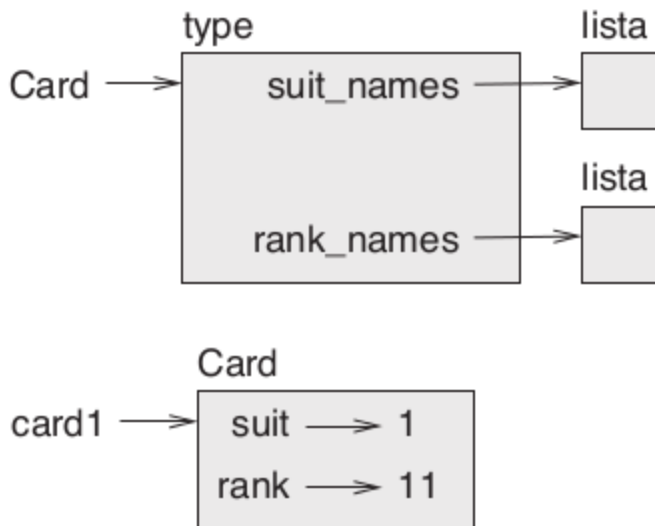 type lista
Card suit_names
lista
rank_names
Card
card1 suit 1
rank 11